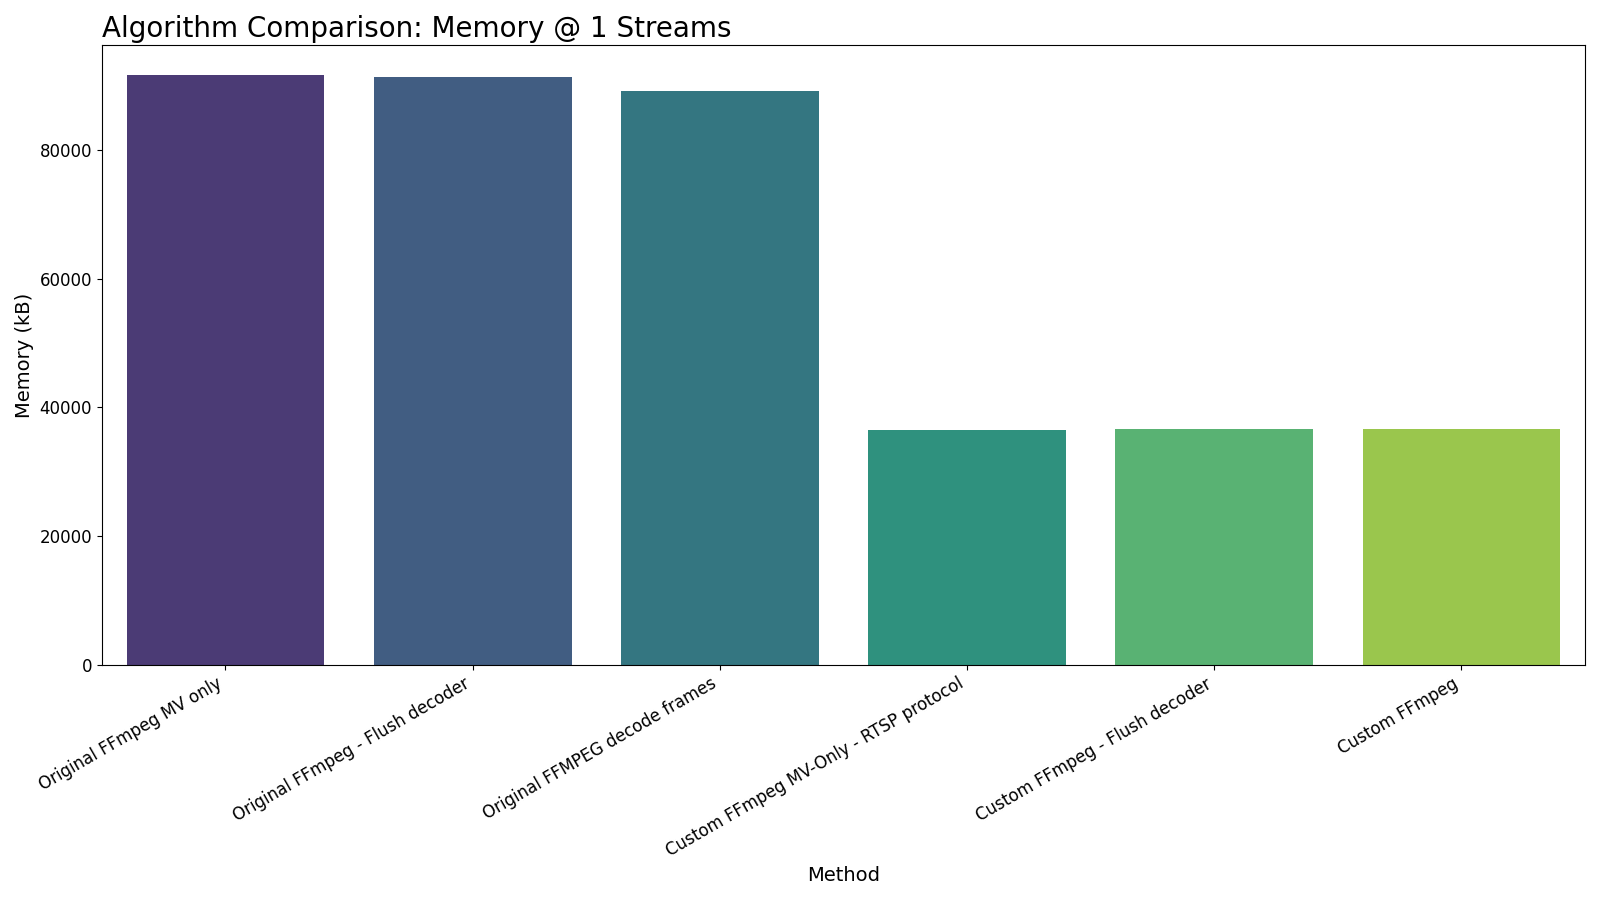 Algorithm Comparison: Memory @ 1 Streams
Memory (kB)
80000
60000
40000
20000
0
Original FFmpeg MV only
Original FFmpeg - Flush decoder
Original FFMPEG decode frames
Custom FFmpeg MV-Only - RTSP protocol
Custom FFmpeg - Flush decoder
Custom FFmpeg
Method